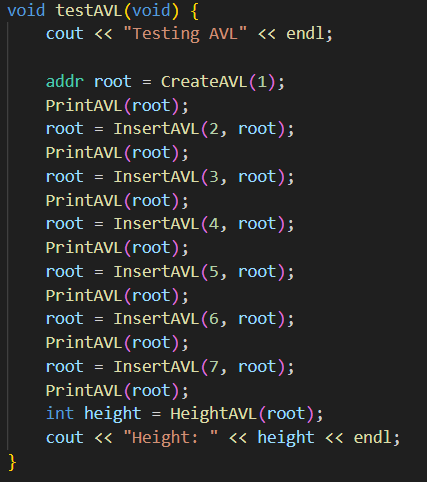 void testAVL(void) {
    cout << "Testing AVL" << endl;

    addr root = CreateAVL(1);
    PrintAVL(root);
    root = InsertAVL(2, root);
    PrintAVL(root);
    root = InsertAVL(3, root);
    PrintAVL(root);
    root = InsertAVL(4, root);
    PrintAVL(root);
    root = InsertAVL(5, root);
    PrintAVL(root);
    root = InsertAVL(6, root);
    PrintAVL(root);
    root = InsertAVL(7, root);
    PrintAVL(root);
    int height = HeightAVL(root);
    cout << "Height: " << height << endl;
}